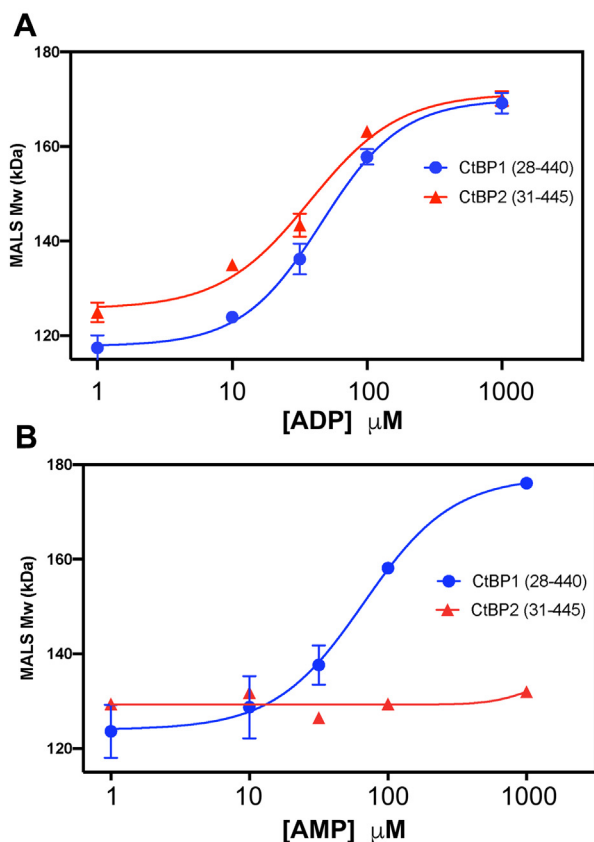 A
MALS Mw (kDa)
180
160
140
120
CtBP1 (28-440)
CtBP2 (31-445)
1 10 100 1000
[ADP] μM
B
MALS Mw (kDa)
180
160
140
120
CtBP1 (28-440)
CtBP2 (31-445)
1 10 100 1000
[AMP] μM